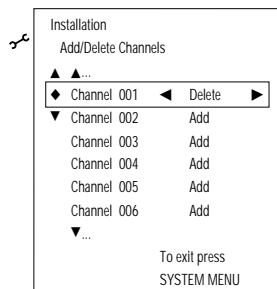 Installation
Add/Delete Channels
▲ ▲...
♦ Channel 001 ◀ Delete ▶
▼ Channel 002 Add
Channel 003 Add
Channel 004 Add
Channel 005 Add
Channel 006 Add
▼...
To exit press
SYSTEM MENU